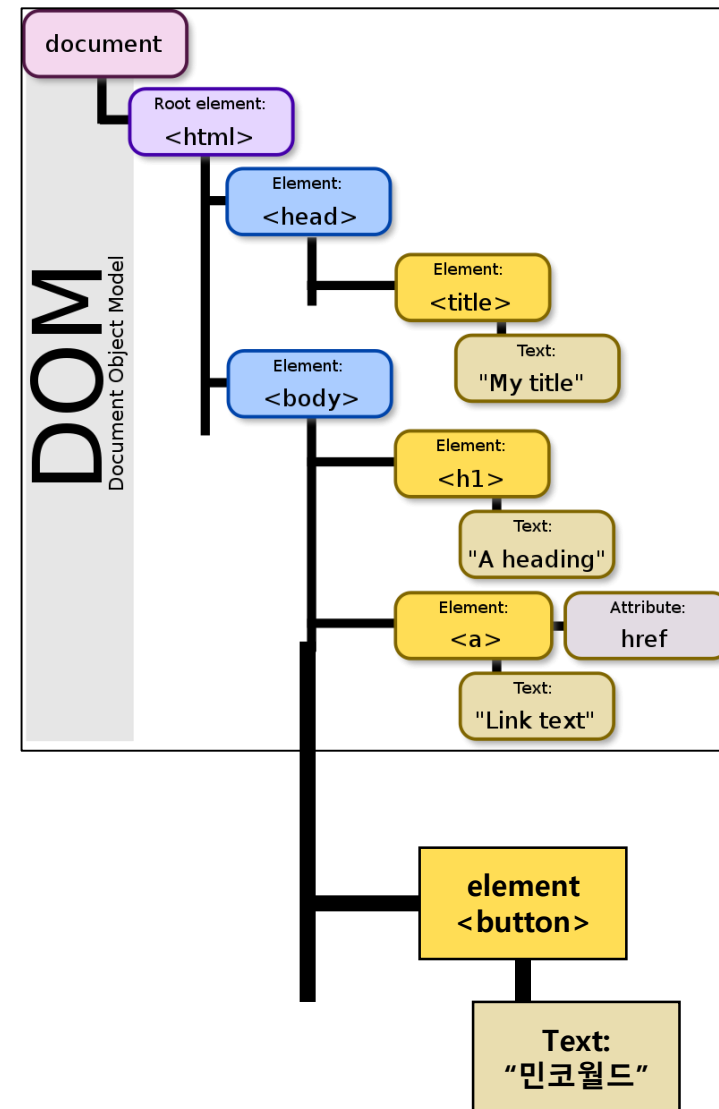 document
Root element:
<html>
Element:
<head>
Element:
<title>
Text:
"My title"
Element:
<body>
Element:
<h1>
Text:
"A heading"
Element:
<a>
Attribute:
href
Text:
"Link text"
DOM
Document Object Model
element
<button>
Text:
“민코월드”